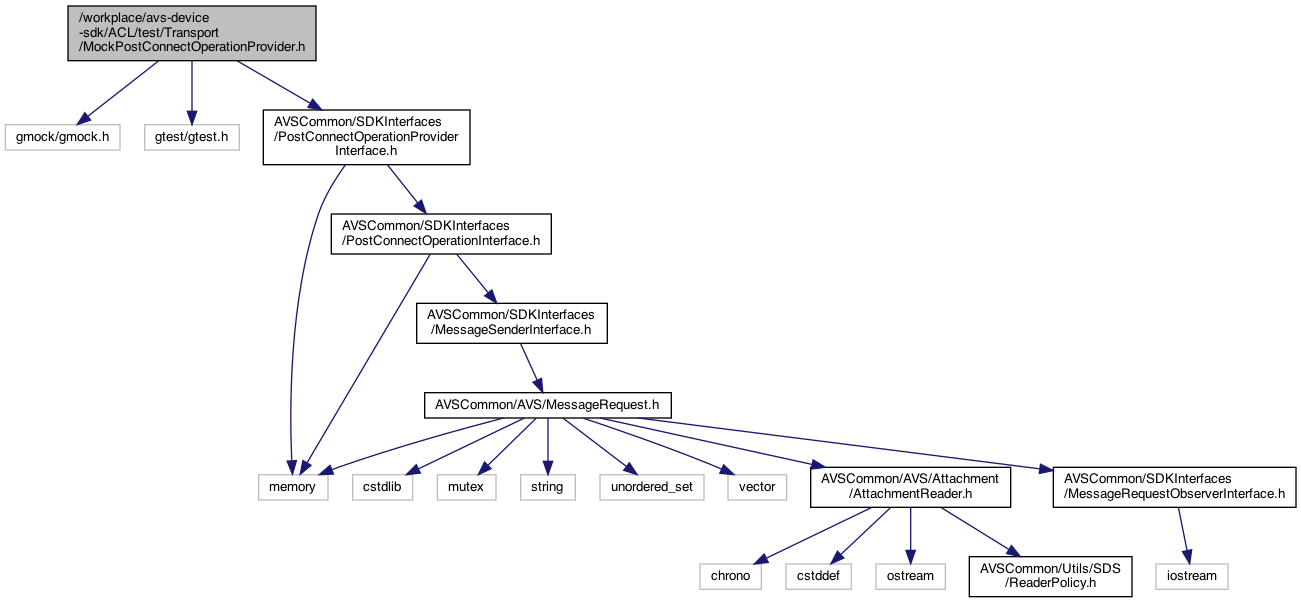 /workplace/avs-device
-sdk/ACL/test/Transport
/MockPostConnectOperationProvider.h
gmock/gmock.h
gtest/gtest.h
AVSCommon/SDKInterfaces
/PostConnectOperationProvider
Interface.h
AVSCommon/SDKInterfaces
/PostConnectOperationInterface.h
AVSCommon/SDKInterfaces
/MessageSenderInterface.h
AVSCommon/AVS/MessageRequest.h
memory
cstdlib
mutex
string
unordered_set
vector
AVSCommon/AVS/Attachment
/AttachmentReader.h
AVSCommon/SDKInterfaces
/MessageRequestObserverInterface.h
chrono
cstddef
ostream
AVSCommon/Utils/SDS
/ReaderPolicy.h
iostream